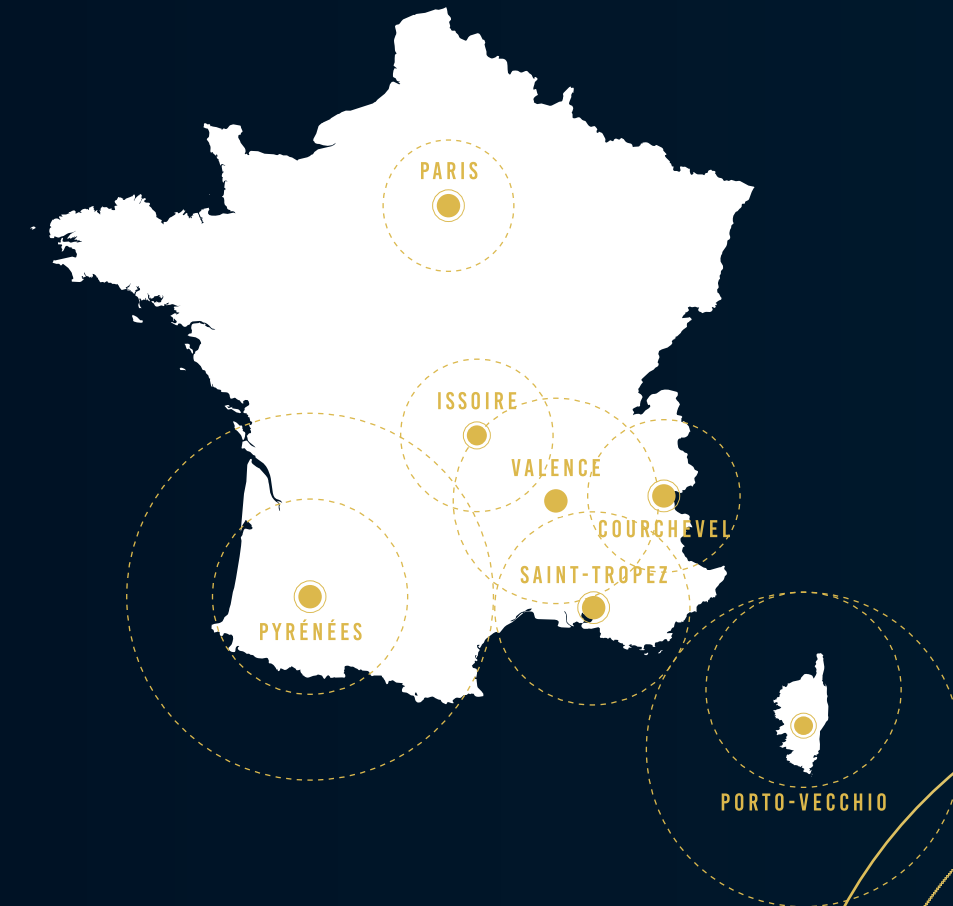 PARIS
ISSOIRE
VALENCE
COURCHEVEL
SAINT-TROPEZ
PYRÉNÉES
PORTO-VECCHIO